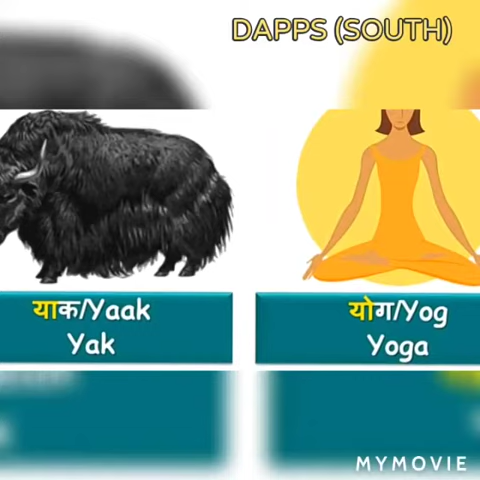 DAPPS (SOUTH)
याक/Yaak
Yak
योग/Yog
Yoga
MYMOVIE